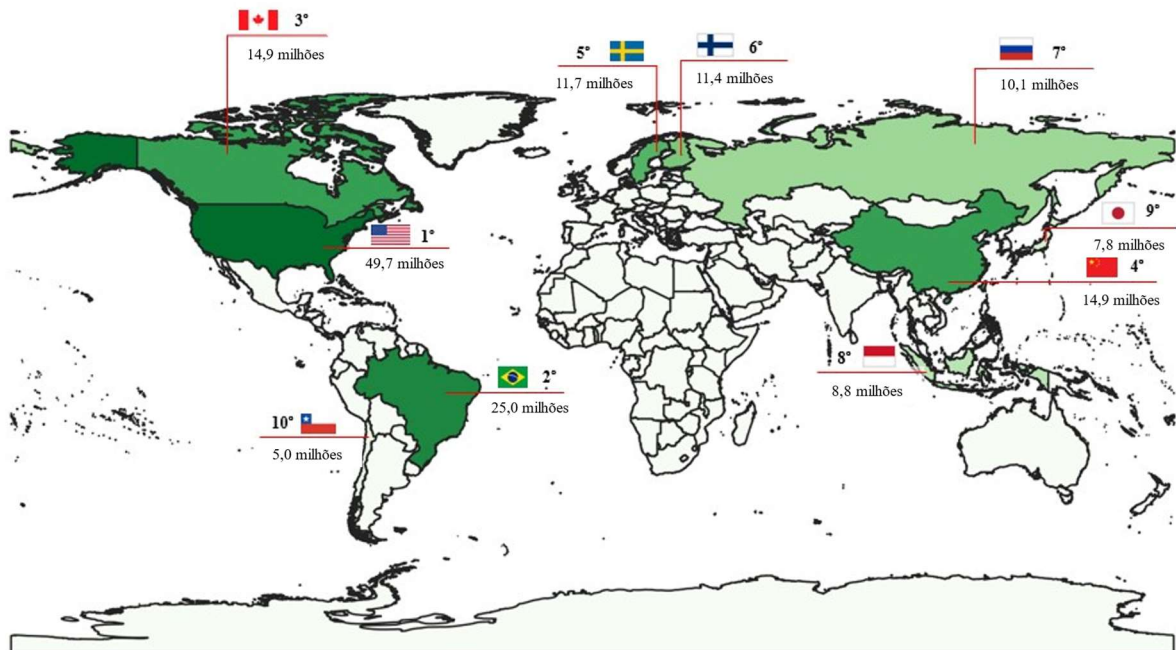 3°
14,9 milhões
5°
11,7 milhões
6°
11,4 milhões
7°
10,1 milhões
1°
49,7 milhões
9°
7,8 milhões
4°
14,9 milhões
8°
8,8 milhões
2°
25,0 milhões
10°
5,0 milhões